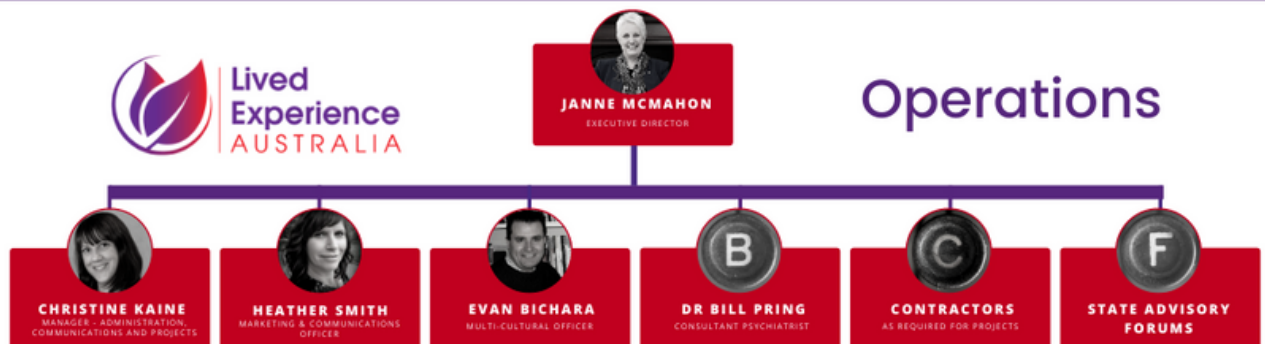 Lived
Experience
AUSTRALIA
JANNE MCMAHON
EXECUTIVE DIRECTOR
Operations
CHRISTINE KAINE
MANAGER - ADMINISTRATION,
COMMUNICATIONS AND PROJECTS
HEATHER SMITH
MARKETING & COMMUNICATIONS
OFFICER
EVAN BICHARA
MULTI-CULTURAL OFFICER
B
DR BILL PRING
CONSULTANT PSYCHIATRIST
C
CONTRACTORS
AS REQUIRED FOR PROJECTS
F
STATE ADVISORY
FORUMS